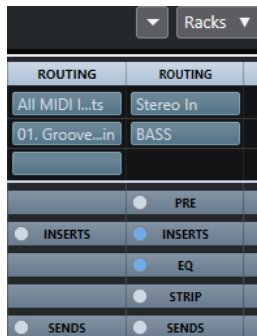 Racks
ROUTING ROUTING
All MIDI I...ts Stereo In
01. Groove...in BASS
PRE
INSERTS INSERTS
EQ
STRIP
SENDS SENDS